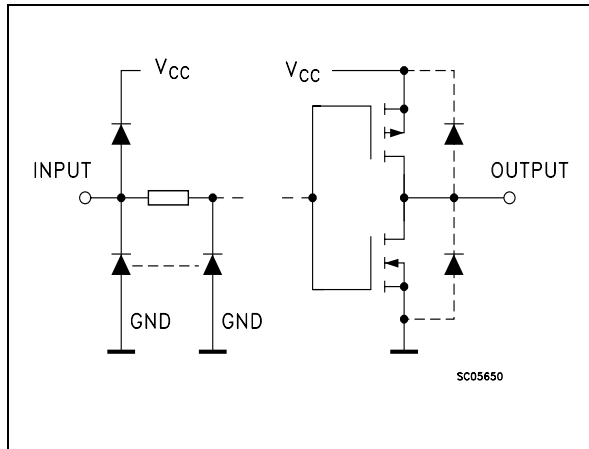 VCC
VCC
INPUT
OUTPUT
GND
GND
SC05650